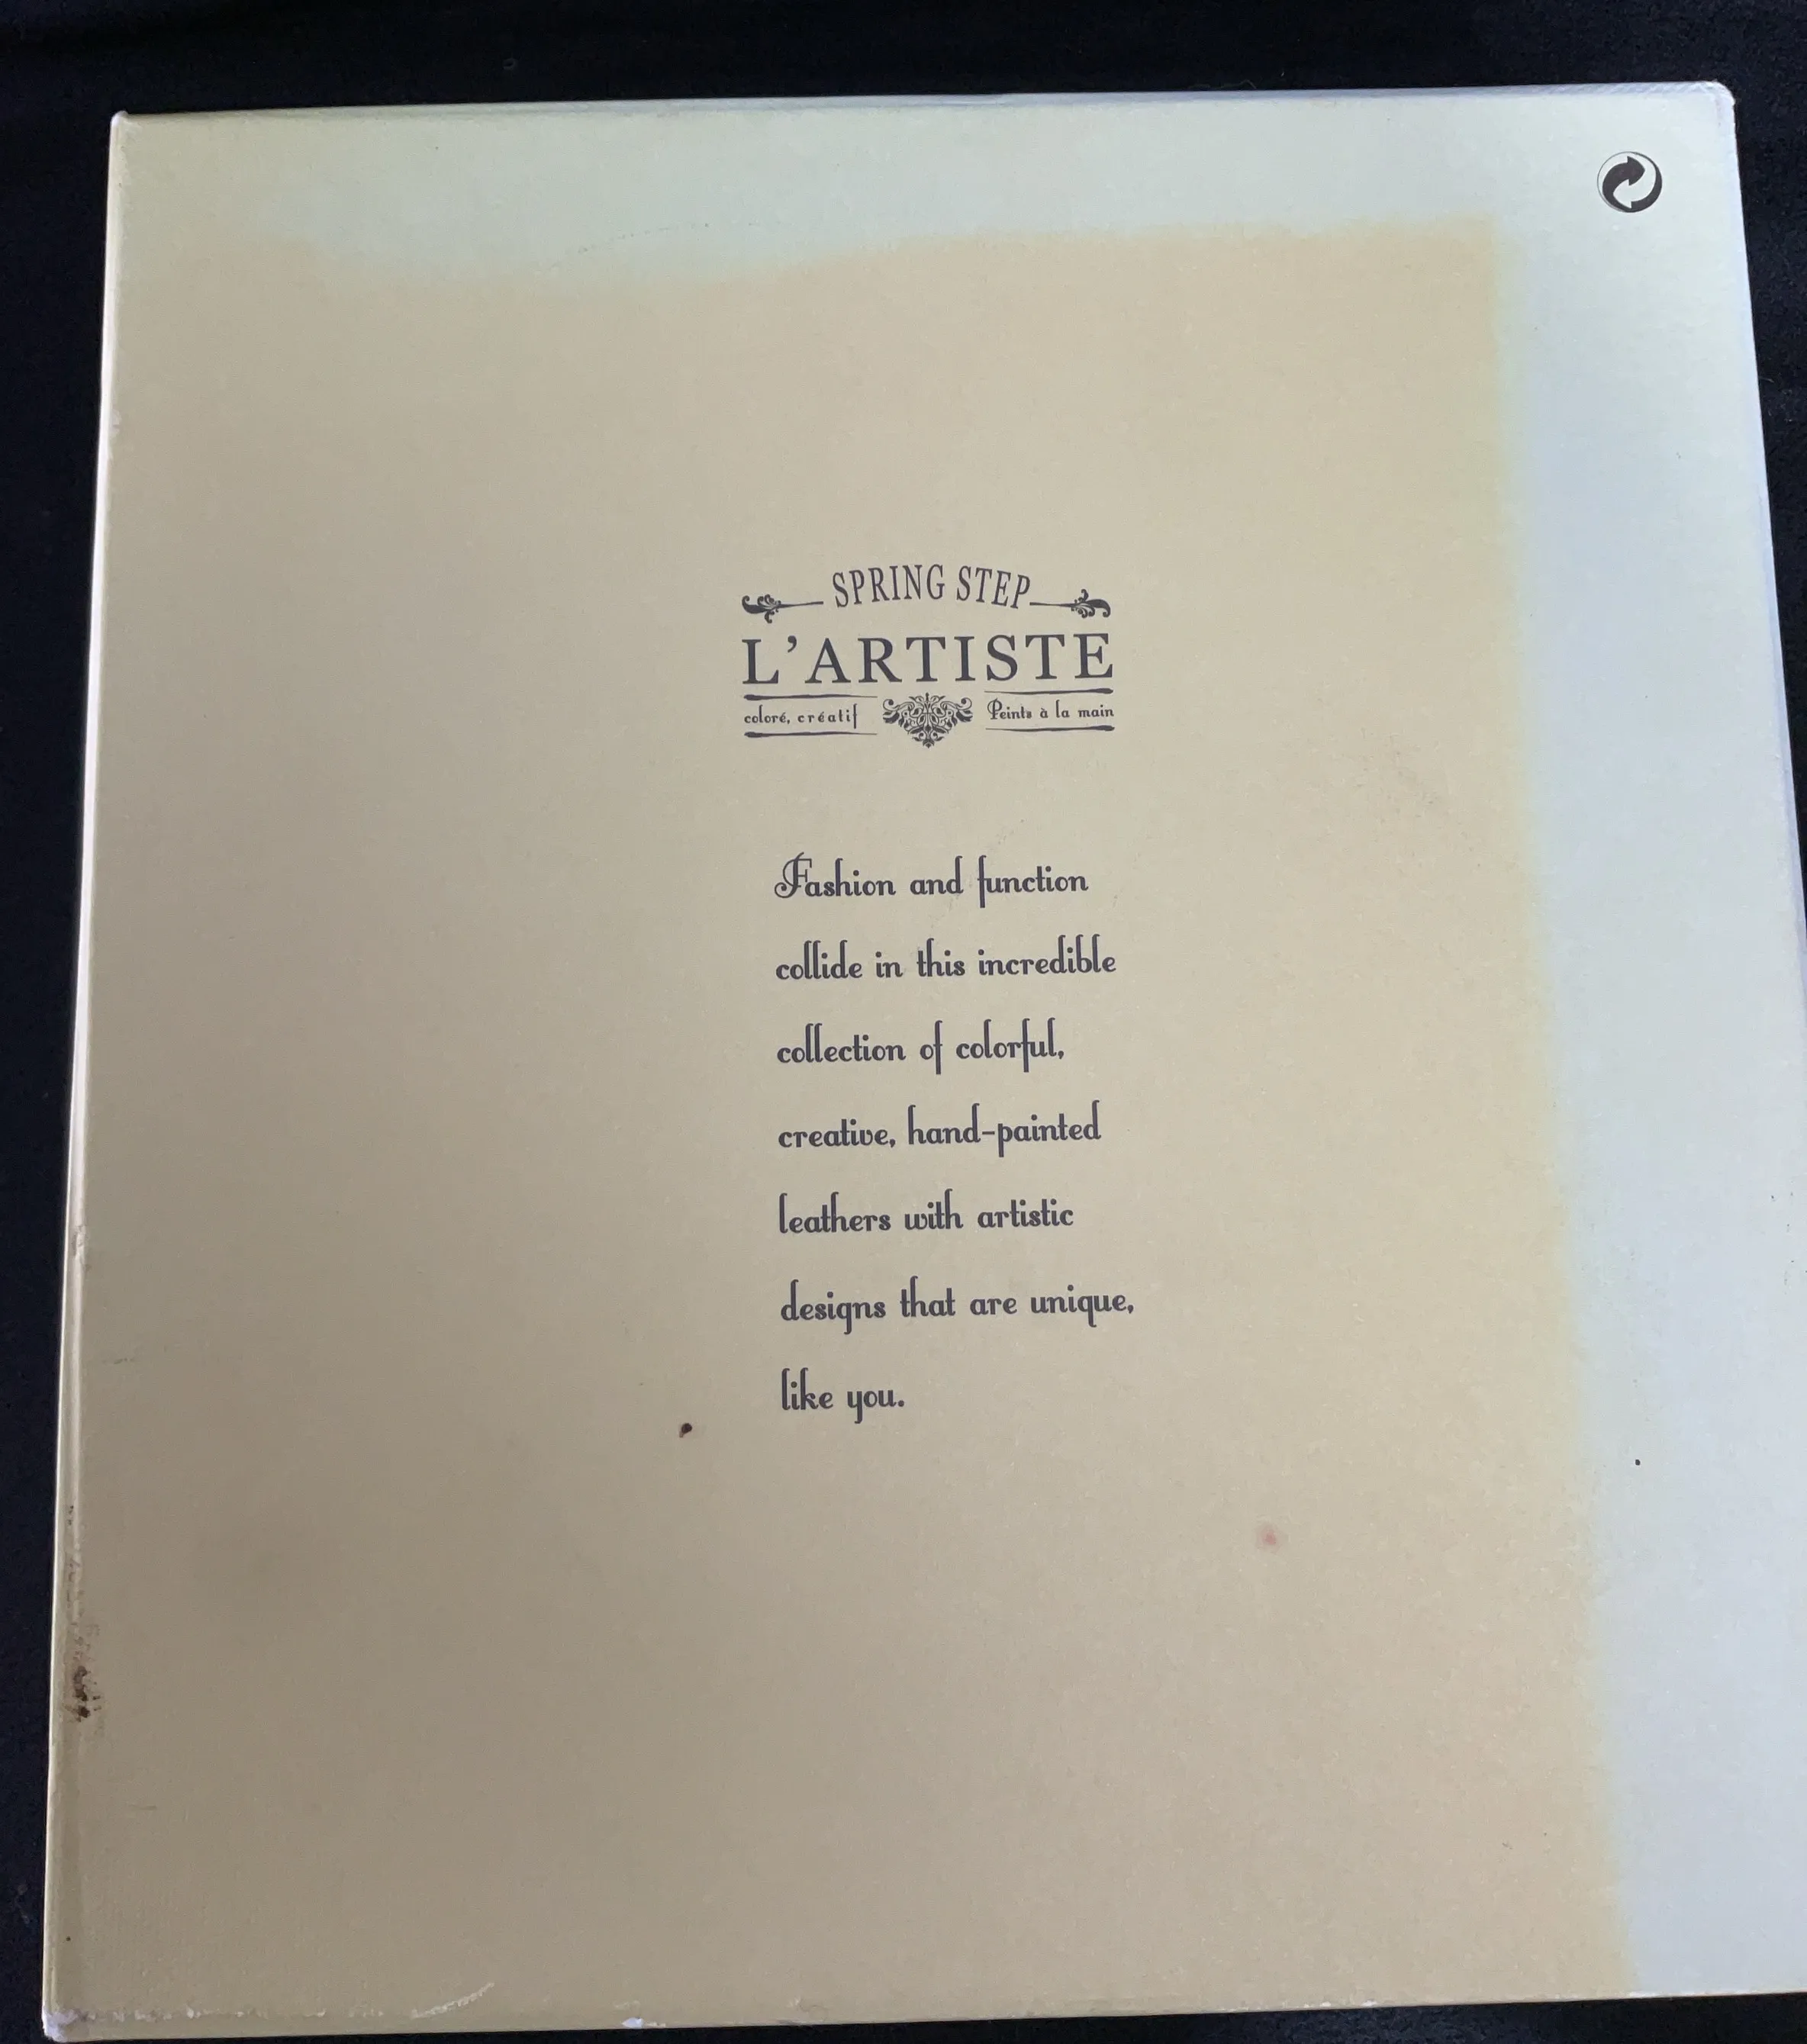 SPRING STEP
L'ARTISTE
coloré, créatif Peints à la main
Fashion and function
collide in this incredible
collection of colorful,
creative, hand-painted
leathers with artistic
designs that are unique,
like you.